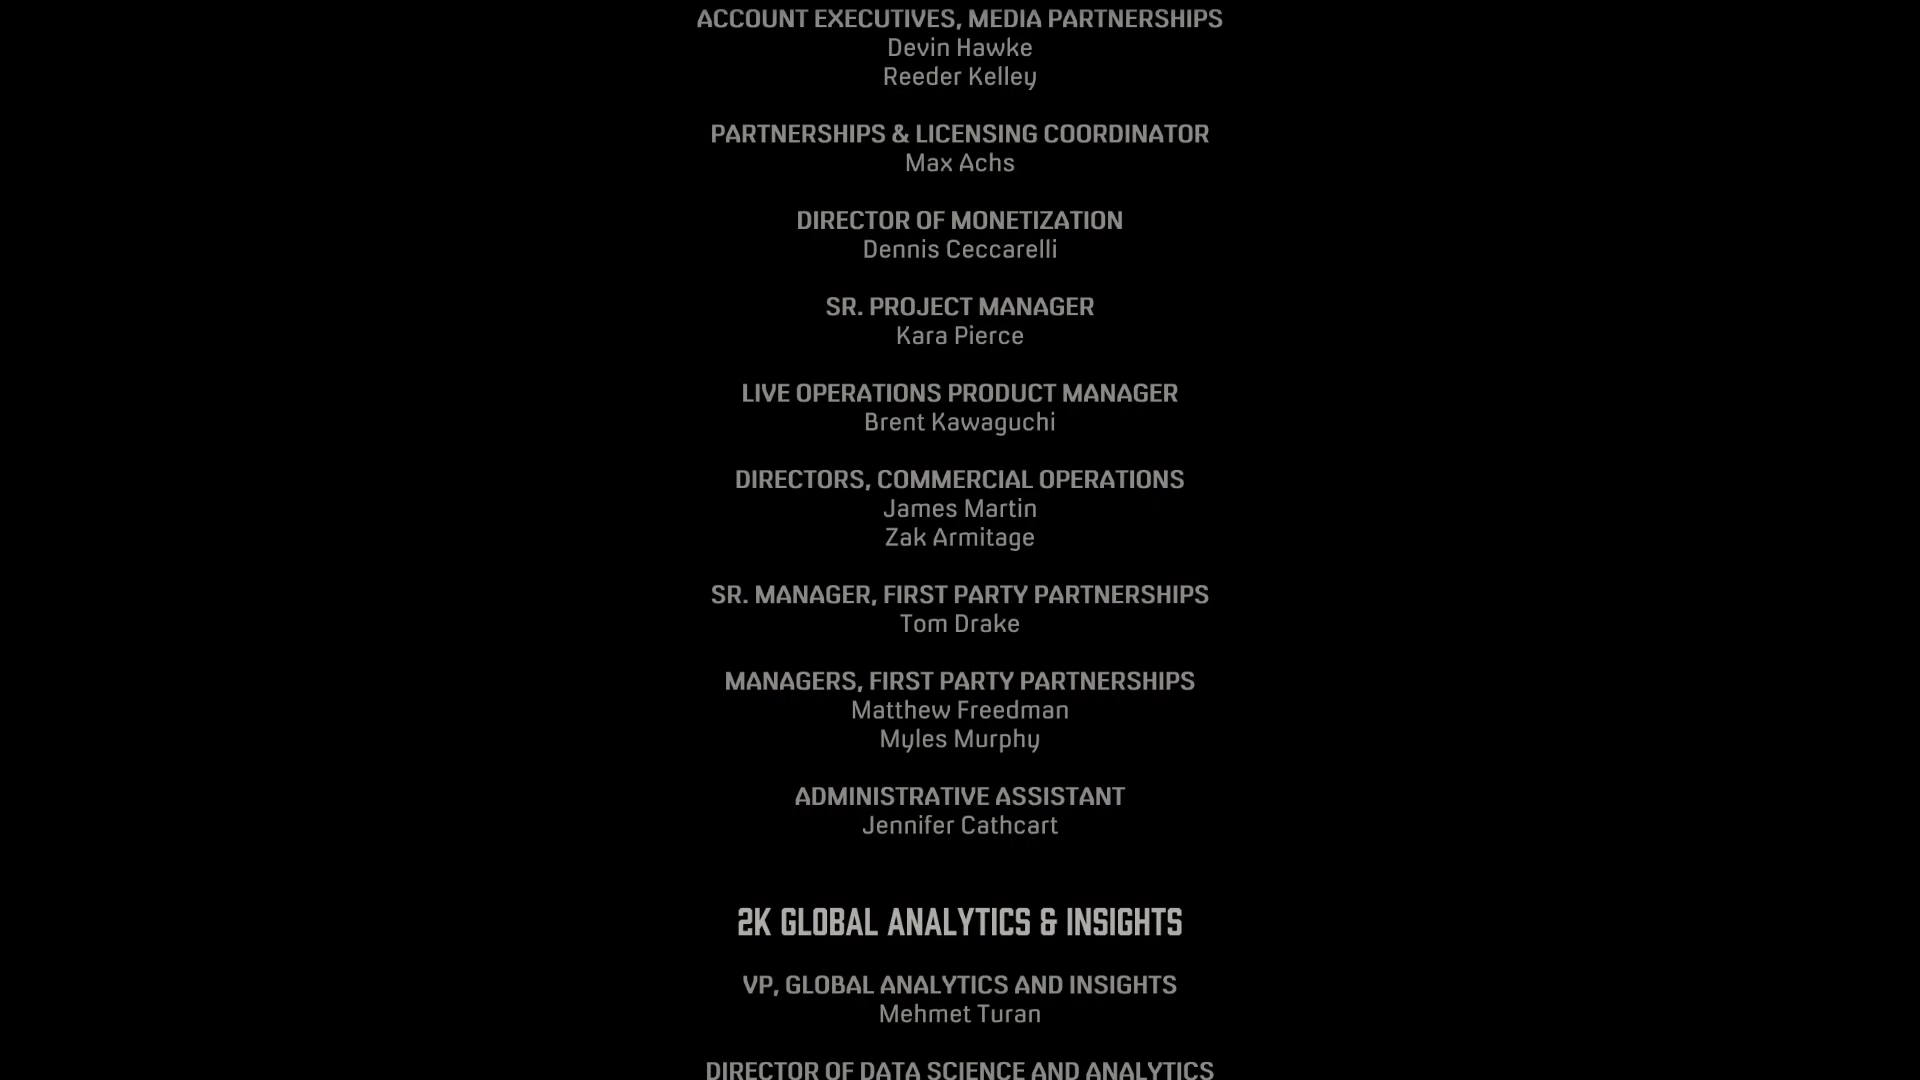 ACCOUNT EXECUTIVES, MEDIA PARTNERSHIPS
Devin Hawke
Reeder Kelley
PARTNERSHIPS & LICENSING COORDINATOR
Max Achs
DIRECTOR OF MONETIZATION
Dennis Ceccarelli
SR. PROJECT MANAGER
Kara Pierce
LIVE OPERATIONS PRODUCT MANAGER
Brent Kawaguchi
DIRECTORS, COMMERCIAL OPERATIONS
James Martin
Zak Armitage
SR. MANAGER, FIRST PARTY PARTNERSHIPS
Tom Drake
MANAGERS, FIRST PARTY PARTNERSHIPS
Matthew Freedman
Myles Murphy
ADMINISTRATIVE ASSISTANT
Jennifer Cathcart
2K GLOBAL ANALYTICS & INSIGHTS
VP, GLOBAL ANALYTICS AND INSIGHTS
Mehmet Turan
DIRECTOR OF DATA SCIENCE AND ANALYTICS